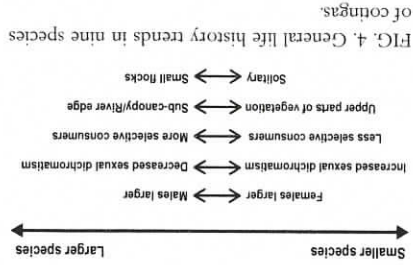 Smaller species Larger species
Females larger ⟷ Males larger
Increased sexual dichromatism ⟷ Decreased sexual dichromatism
Less selective consumers ⟷ More selective consumers
Upper parts of vegetation ⟷ Sub-canopy/River edge
Solitary ⟷ Small flocks
FIG. 4. General life history trends in nine species
of cotingas.